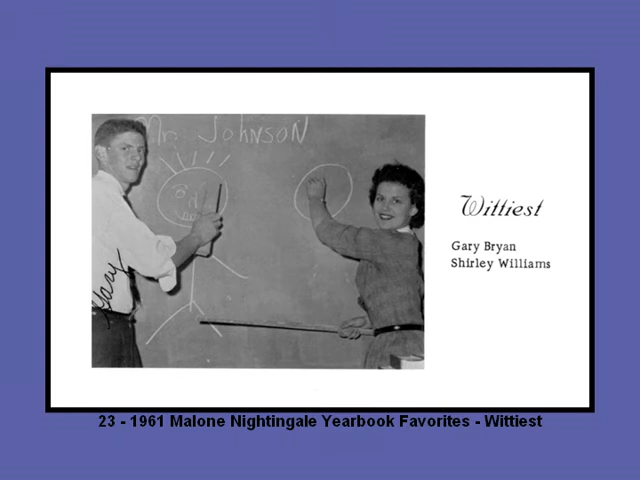 Mr. Johnson
Gary
Wittiest
Gary Bryan
Shirley Williams
23 - 1961 Malone Nightingale Yearbook Favorites - Wittiest